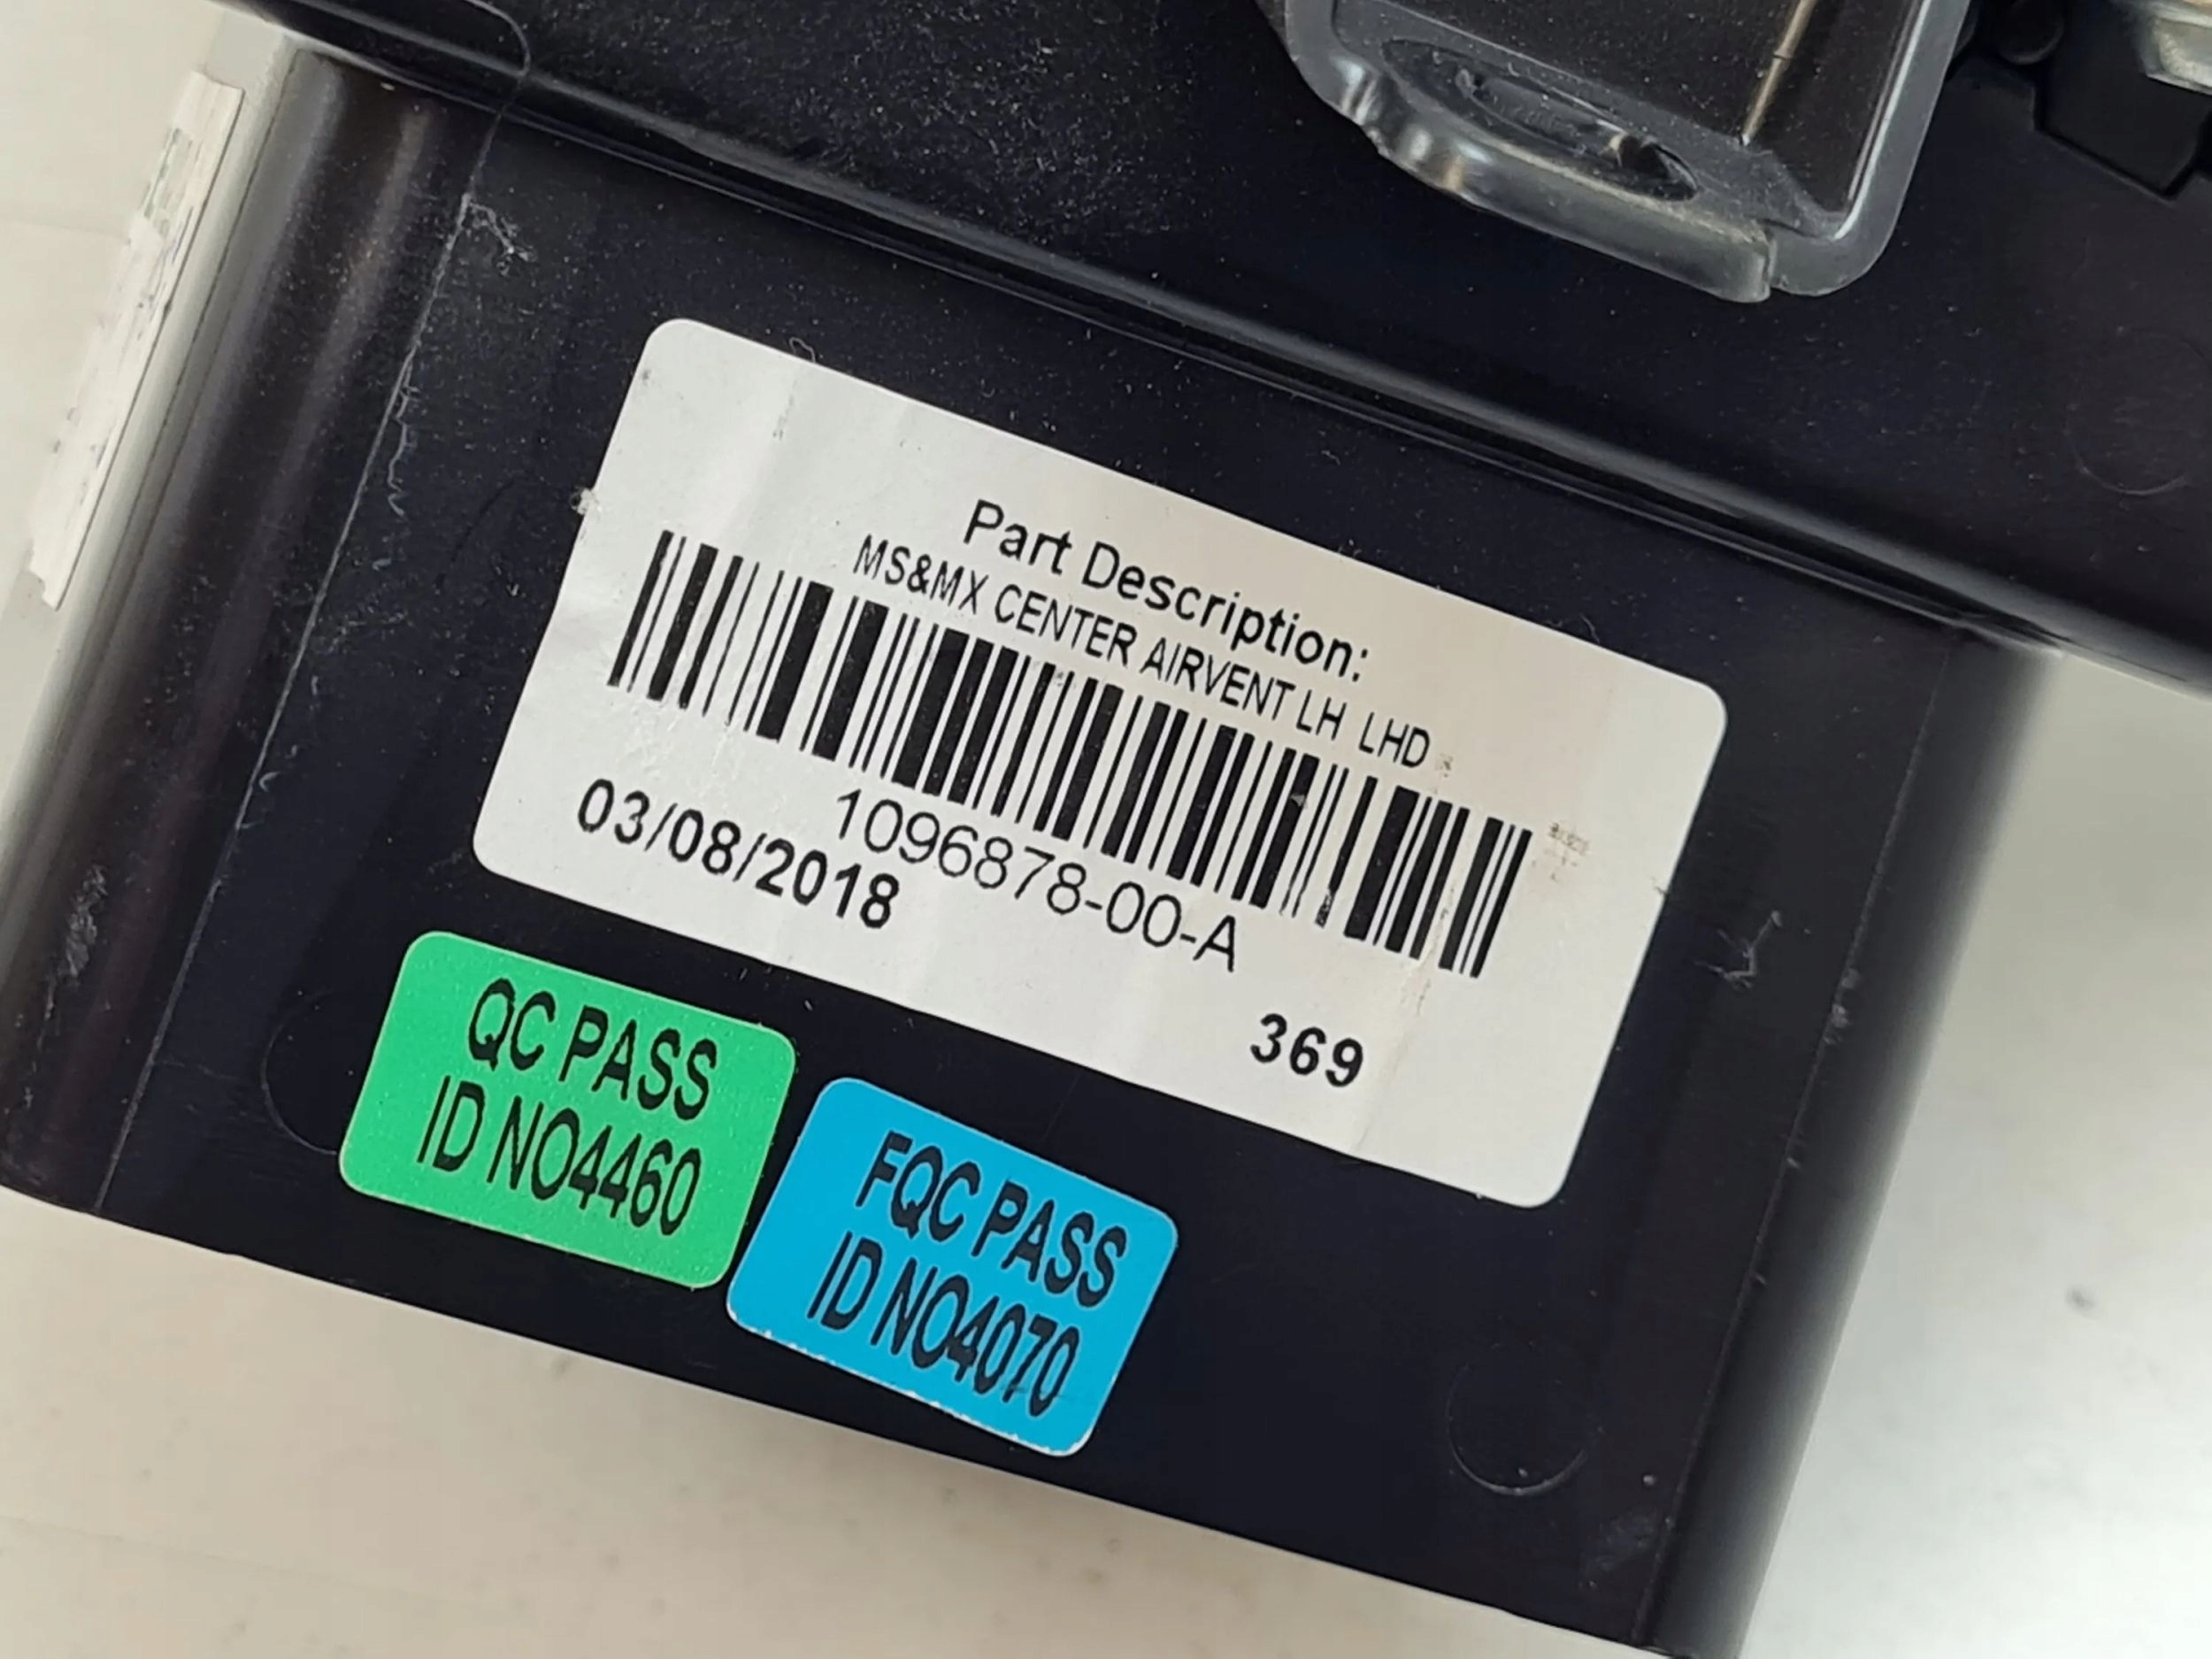 Part Description:
MS&MX CENTER AIRVENT LH LHD
1096878-00-A
03/08/2018
369
QC PASS
ID NO4460
FQC PASS
ID NO4070